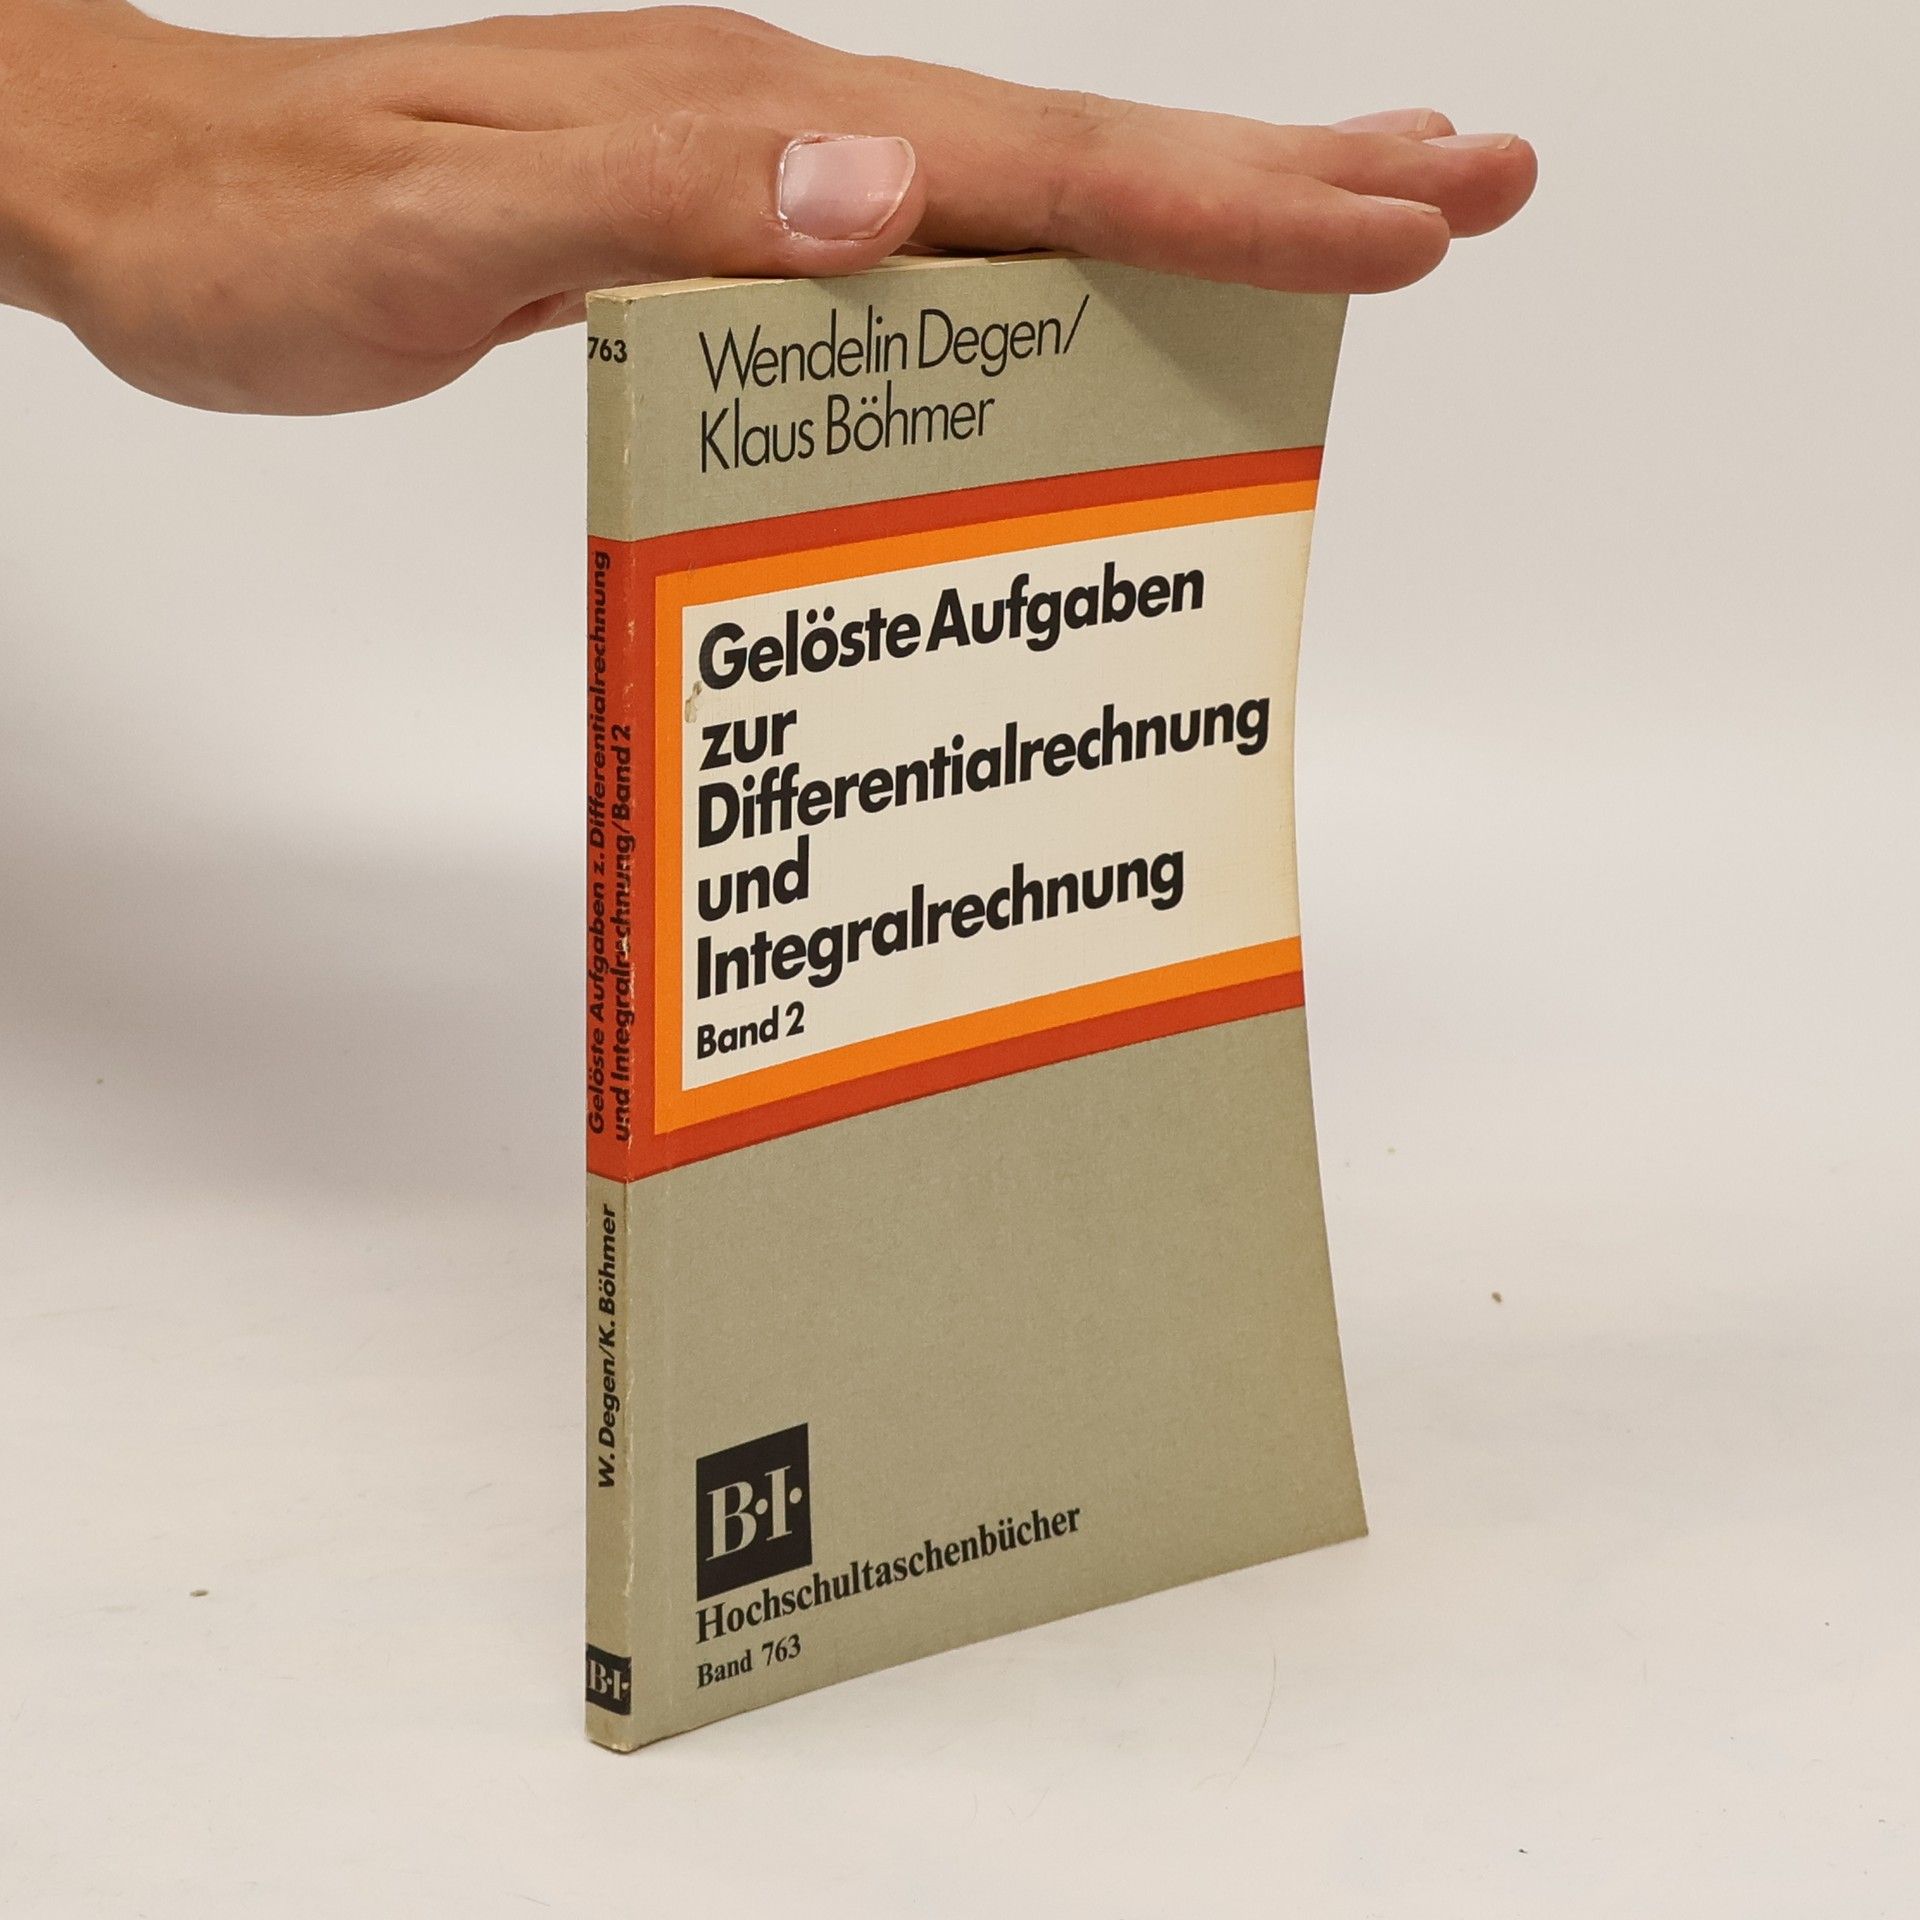 763
Gelöste Aufgaben z. Differentialrechnung
und Integralrechnung/Band 2
W. Degen/K. Böhmer
B·I·
Wendelin Degen/
Klaus Böhmer
Gelöste Aufgaben
zur
Differentialrechnung
und
Integralrechnung
Band 2
B·I·
Hochschultaschenbücher
Band 763